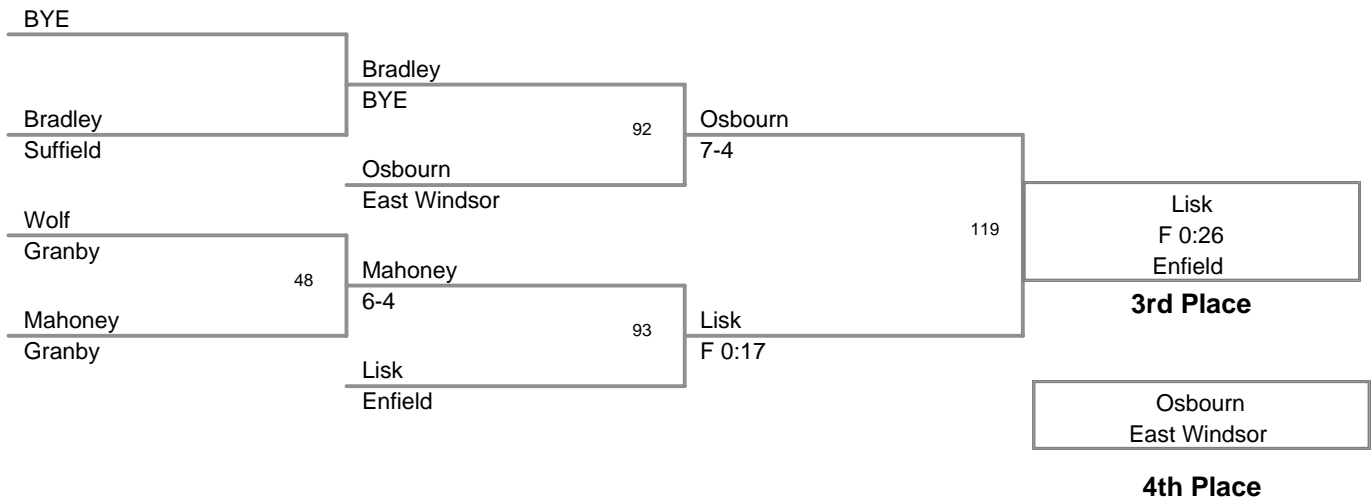 BYE
Bradley
Suffield
Wolf
Granby
48
Mahoney
Granby
Bradley
BYE
92
Osbourn
East Windsor
Mahoney
6-4
93
Lisk
Enfield
Osbourn
7-4
119
Lisk
F 0:17
Lisk
F 0:26
Enfield
3rd Place
Osbourn
East Windsor
4th Place